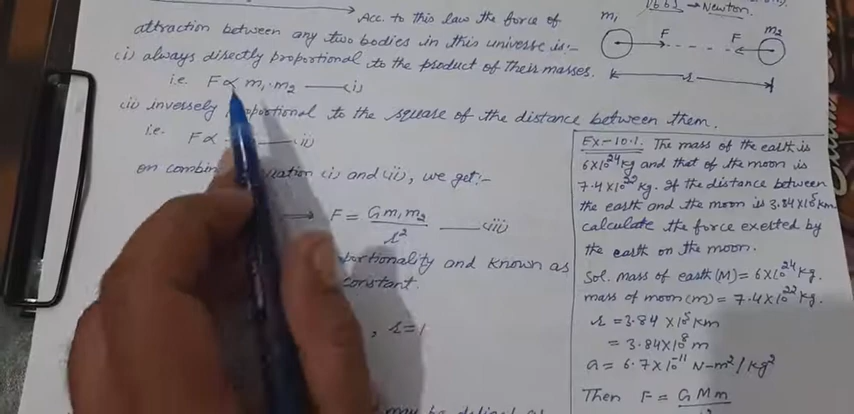 1665 → Newton.
Acc. to this law the force of
attraction between any two bodies in this universe is:-
(i) always directly proportional to the product of their masses.
i.e. F ∝ m₁.m₂ —— (i)
(ii) inversely proportional to the square of the distance between them.
i.e. F ∝ —— (ii)
on (i) and (ii), we get:-
→ F = G m₁ m₂ / r² —— (iii)
and known as
constant.
, r=1
may be defined as
m₁ m₂
F F
r
Ex-10.1. The mass of the earth is
6×10²⁴ kg and that of the moon is
7.4×10²² kg. If the distance between
the earth and the moon is 3.84×10⁵ km
calculate the force exerted by
the earth on the moon.
Sol. Mass of earth (M) = 6×10²⁴ kg.
mass of moon (m) = 7.4×10²² kg.
r = 3.84 ×10⁵ km
= 3.84×10⁸ m
G = 6.7×10⁻¹¹ N-m²/kg²
Then F = G M m